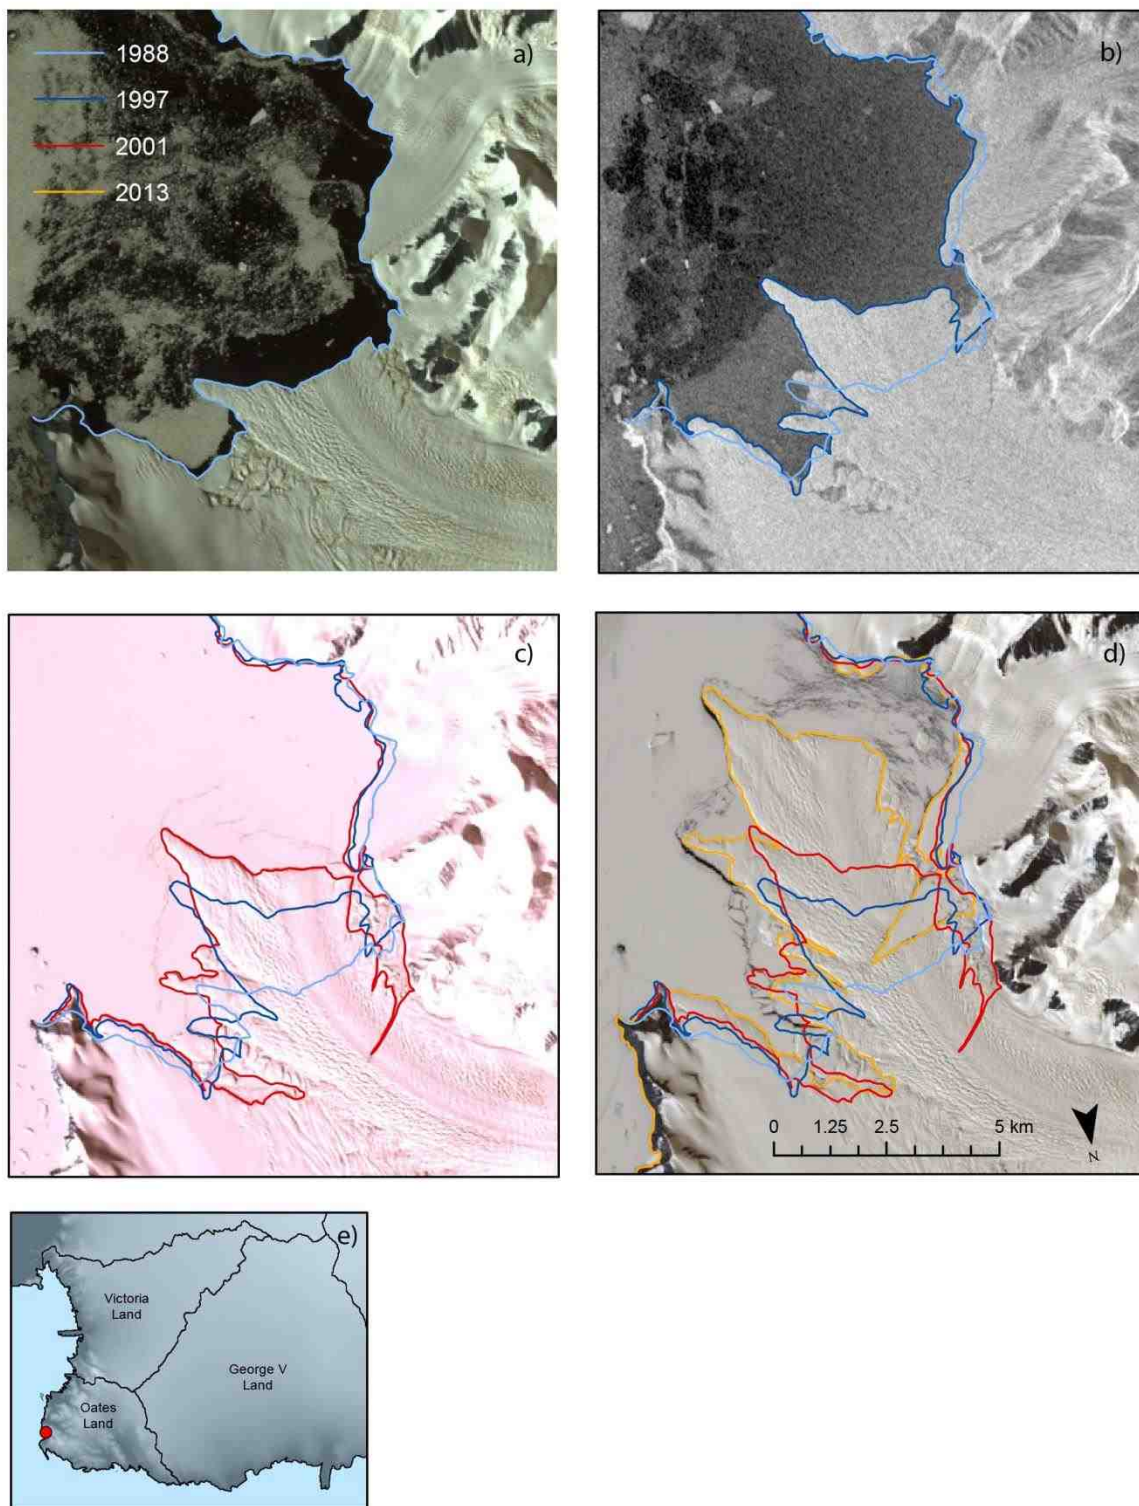 a)
1988
1997
2001
2013
b)
c)
d)
0 1.25 2.5 5 km
N
e)
Victoria
Land
George V
Land
Oates
Land